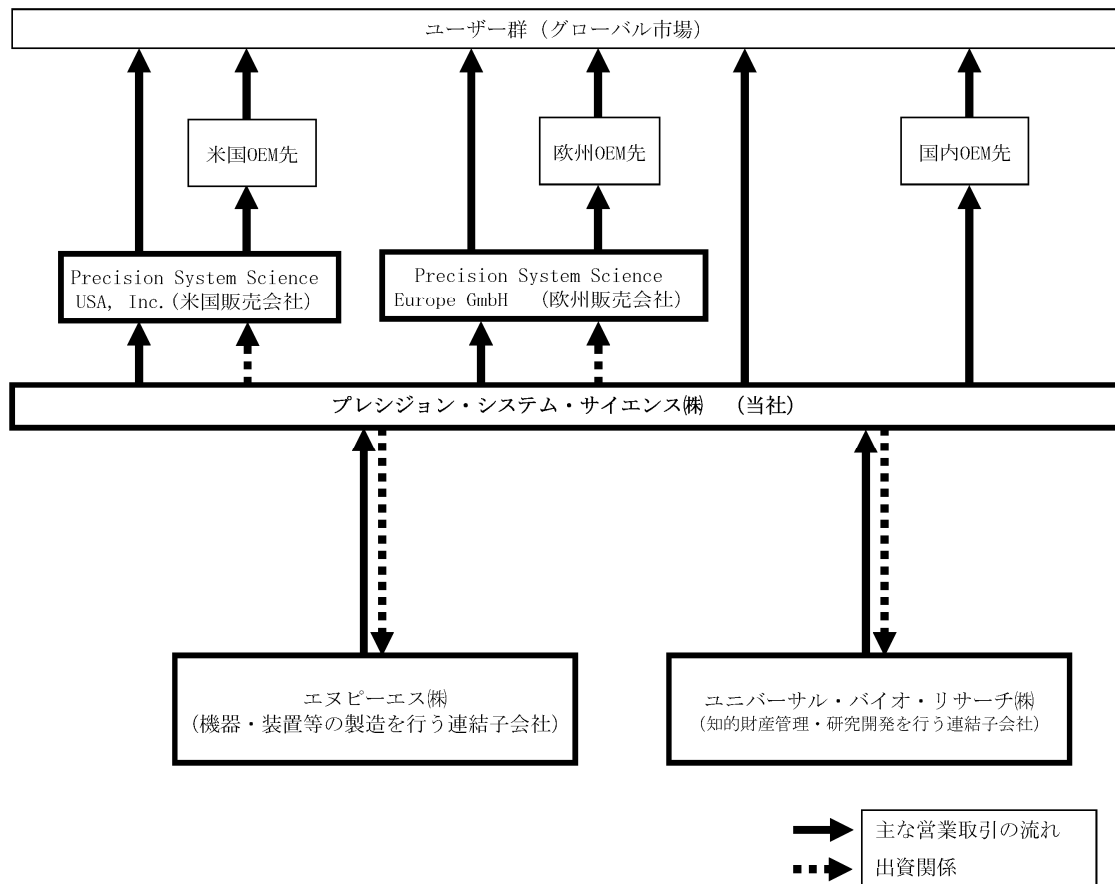 ユーザー群（グローバル市場）
米国OEM先
欧州OEM先
国内OEM先
Precision System Science
USA, Inc.（米国販売会社）
Precision System Science
Europe GmbH （欧州販売会社）
プレシジョン・システム・サイエンス㈱ （当社）
エヌピーエス㈱
（機器・装置等の製造を行う連結子会社）
ユニバーサル・バイオ・リサーチ㈱
（知的財産管理・研究開発を行う連結子会社）
主な営業取引の流れ
出資関係